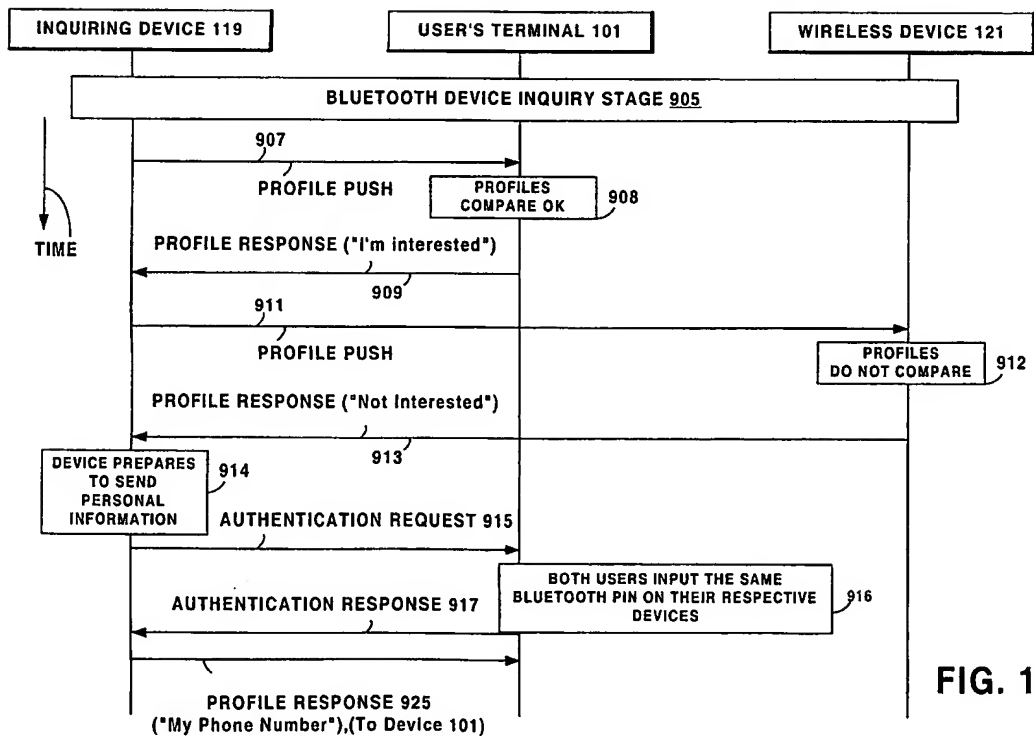 INQUIRING DEVICE 119
USER'S TERMINAL 101
WIRELESS DEVICE 121
BLUETOOTH DEVICE INQUIRY STAGE 905
907
PROFILE PUSH
PROFILES
COMPARE OK
908
TIME
PROFILE RESPONSE ("I'm interested")
909
911
PROFILE PUSH
PROFILES
DO NOT COMPARE
912
PROFILE RESPONSE ("Not Interested")
913
DEVICE PREPARES
TO SEND
PERSONAL
INFORMATION
914
AUTHENTICATION REQUEST 915
BOTH USERS INPUT THE SAME
BLUETOOTH PIN ON THEIR RESPECTIVE
DEVICES
916
AUTHENTICATION RESPONSE 917
PROFILE RESPONSE 925
("My Phone Number"),(To Device 101)
FIG. 1